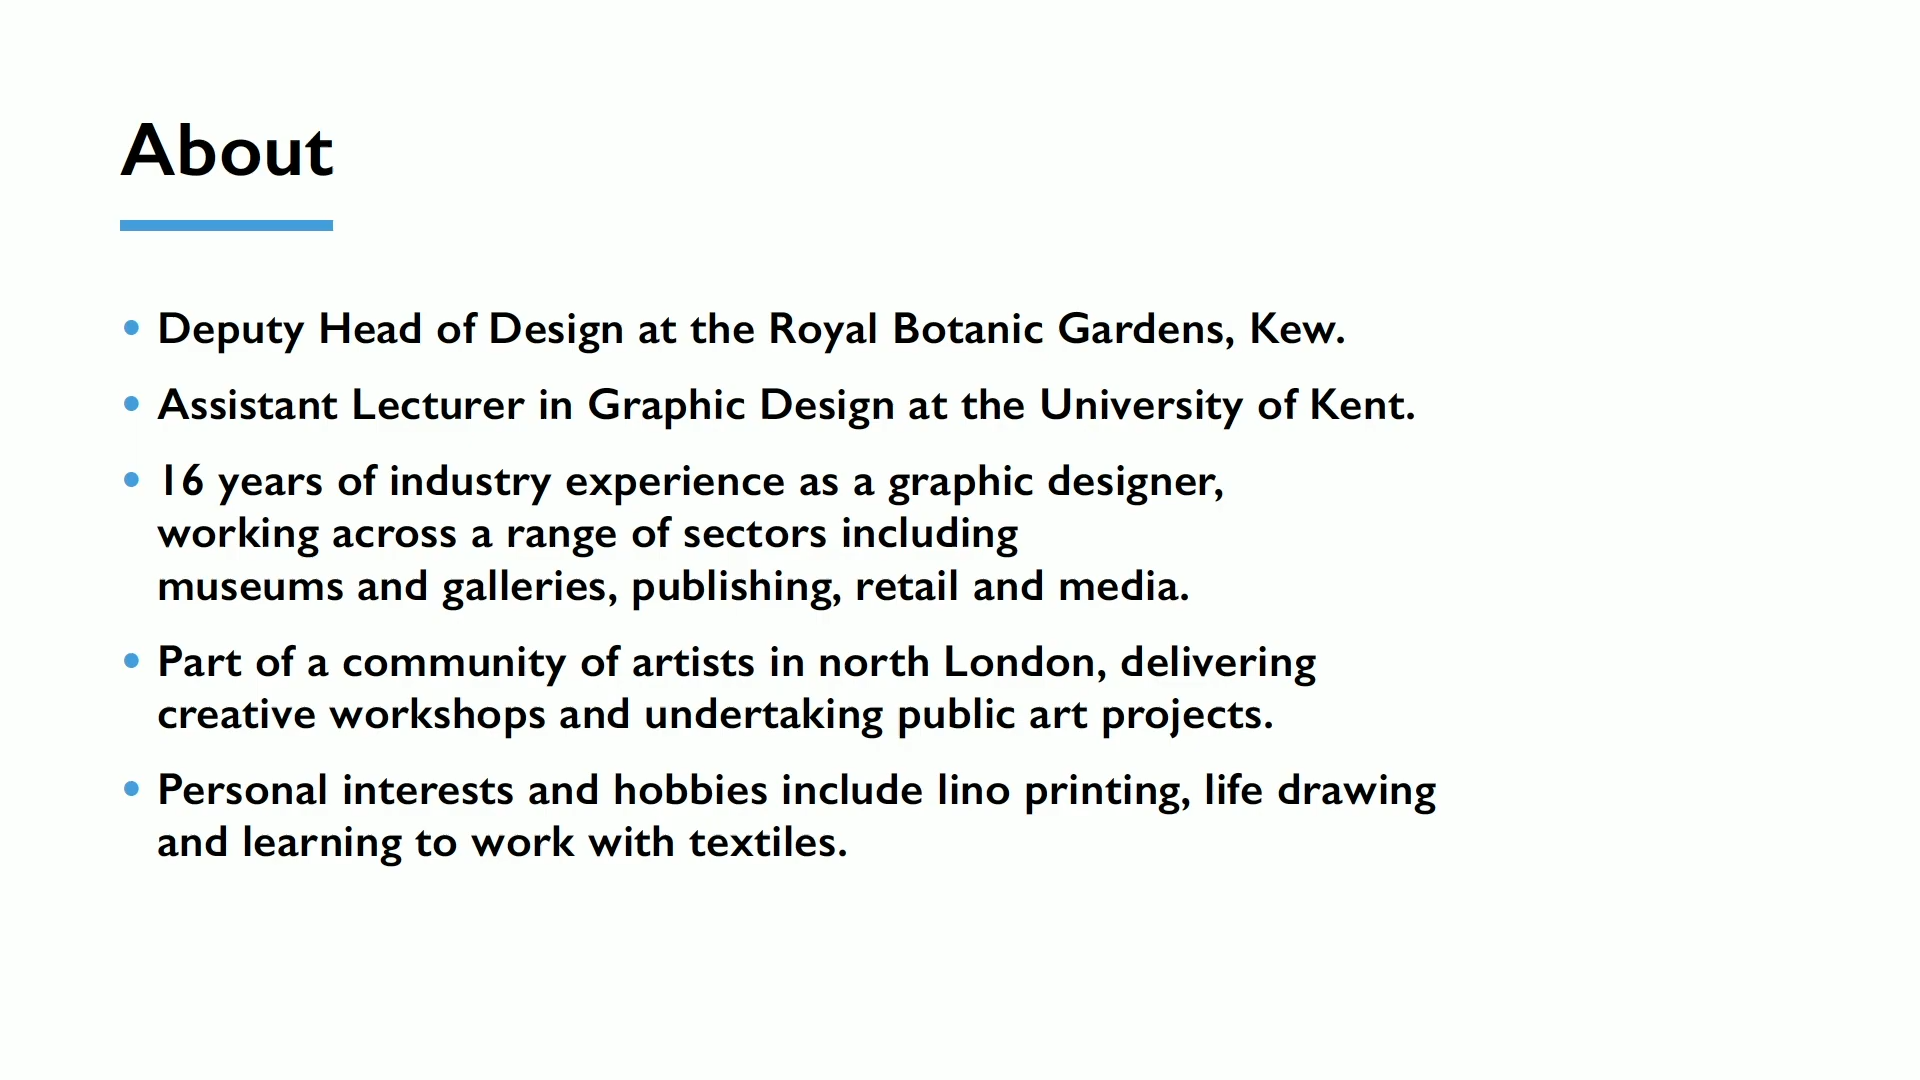 About
• Deputy Head of Design at the Royal Botanic Gardens, Kew.
• Assistant Lecturer in Graphic Design at the University of Kent.
• 16 years of industry experience as a graphic designer,
working across a range of sectors including
museums and galleries, publishing, retail and media.
• Part of a community of artists in north London, delivering
creative workshops and undertaking public art projects.
• Personal interests and hobbies include lino printing, life drawing
and learning to work with textiles.